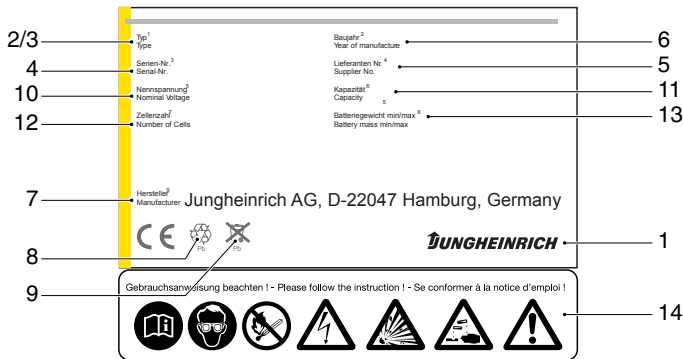 2/3 Typ1 Baujahr2 6
Type Year of manufacture
4 Serien-Nr.3 Lieferanten Nr.4 5
Serial-Nr. Supplier No.
10 Nennspannung5 Kapazität6 11
Nominal Voltage Capacity 5
12 Zellenzahl7 Batteriegewicht min/max8 13
Number of Cells Battery mass min/max
7 Hersteller9
Manufacturer Jungheinrich AG, D-22047 Hamburg, Germany
CE JUNGHEINRICH 1
8 Pb Pb
9
Gebrauchsanweisung beachten ! - Please follow the instruction ! - Se conformer à la notice d'emploi !
i 14